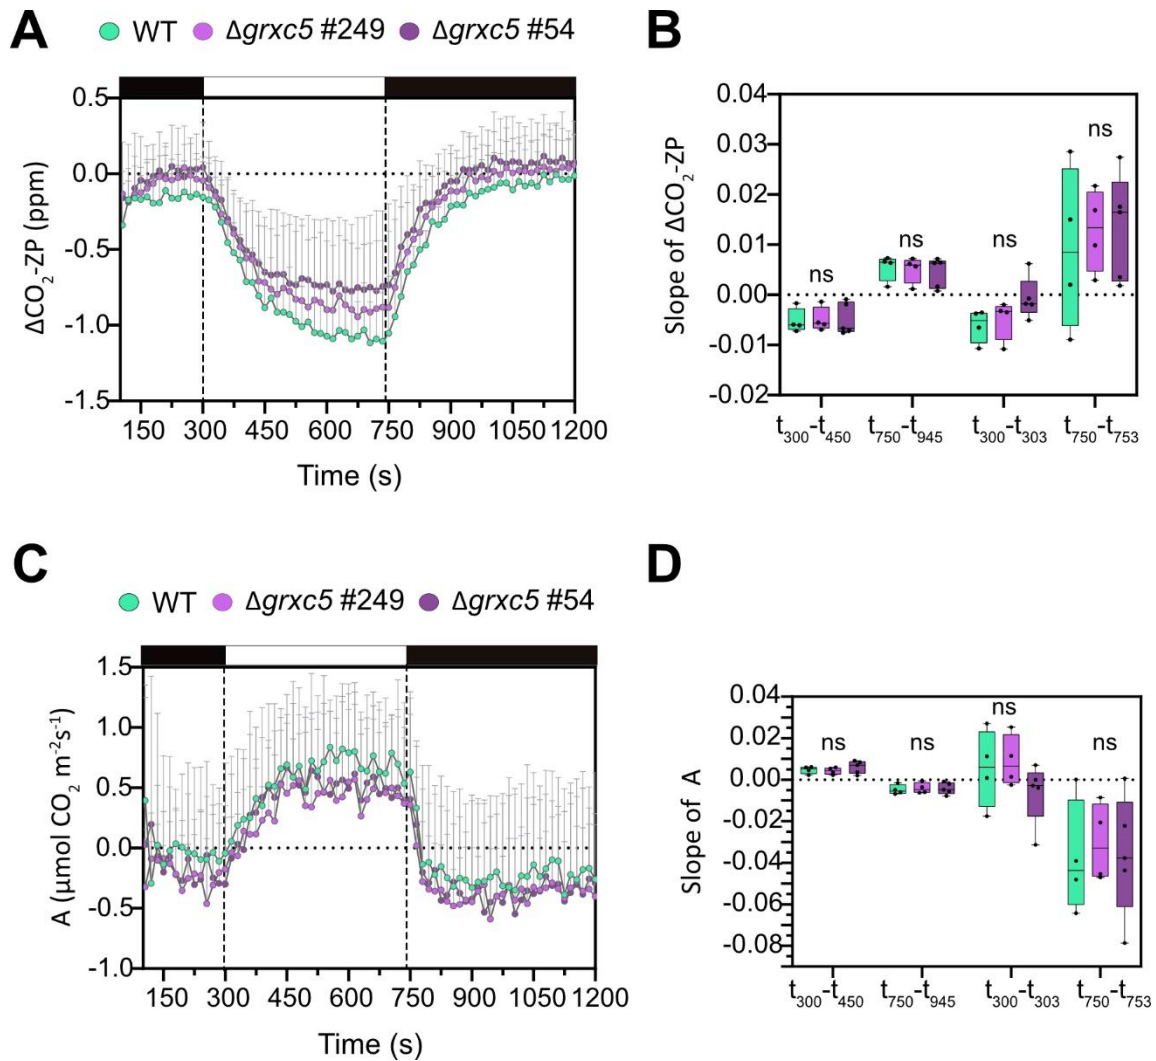 A
WT Δgrxc5 #249 Δgrxc5 #54
ΔCO₂-ZP (ppm)
0.5
0.0
-0.5
-1.0
-1.5
150 300 450 600 750 900 1050 1200
Time (s)
B
Slope of ΔCO₂-ZP
0.04
0.03
0.02
0.01
0.00
-0.01
-0.02
ns ns ns ns
t₃₀₀-t₄₅₀ t₇₅₀-t₉₄₅ t₃₀₀-t₃₀₃ t₇₅₀-t₇₅₃
C
WT Δgrxc5 #249 Δgrxc5 #54
A (µmol CO₂ m⁻²s⁻¹)
1.5
1.0
0.5
0.0
-0.5
-1.0
150 300 450 600 750 900 1050 1200
Time (s)
D
Slope of A
0.04
0.02
0.00
-0.02
-0.04
-0.06
-0.08
ns ns ns ns
t₃₀₀-t₄₅₀ t₇₅₀-t₉₄₅ t₃₀₀-t₃₀₃ t₇₅₀-t₇₅₃